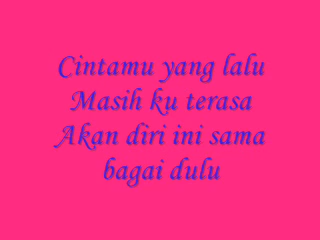 Cintamu yang lalu
Masih ku terasa
Akan diri ini sama
bagai dulu